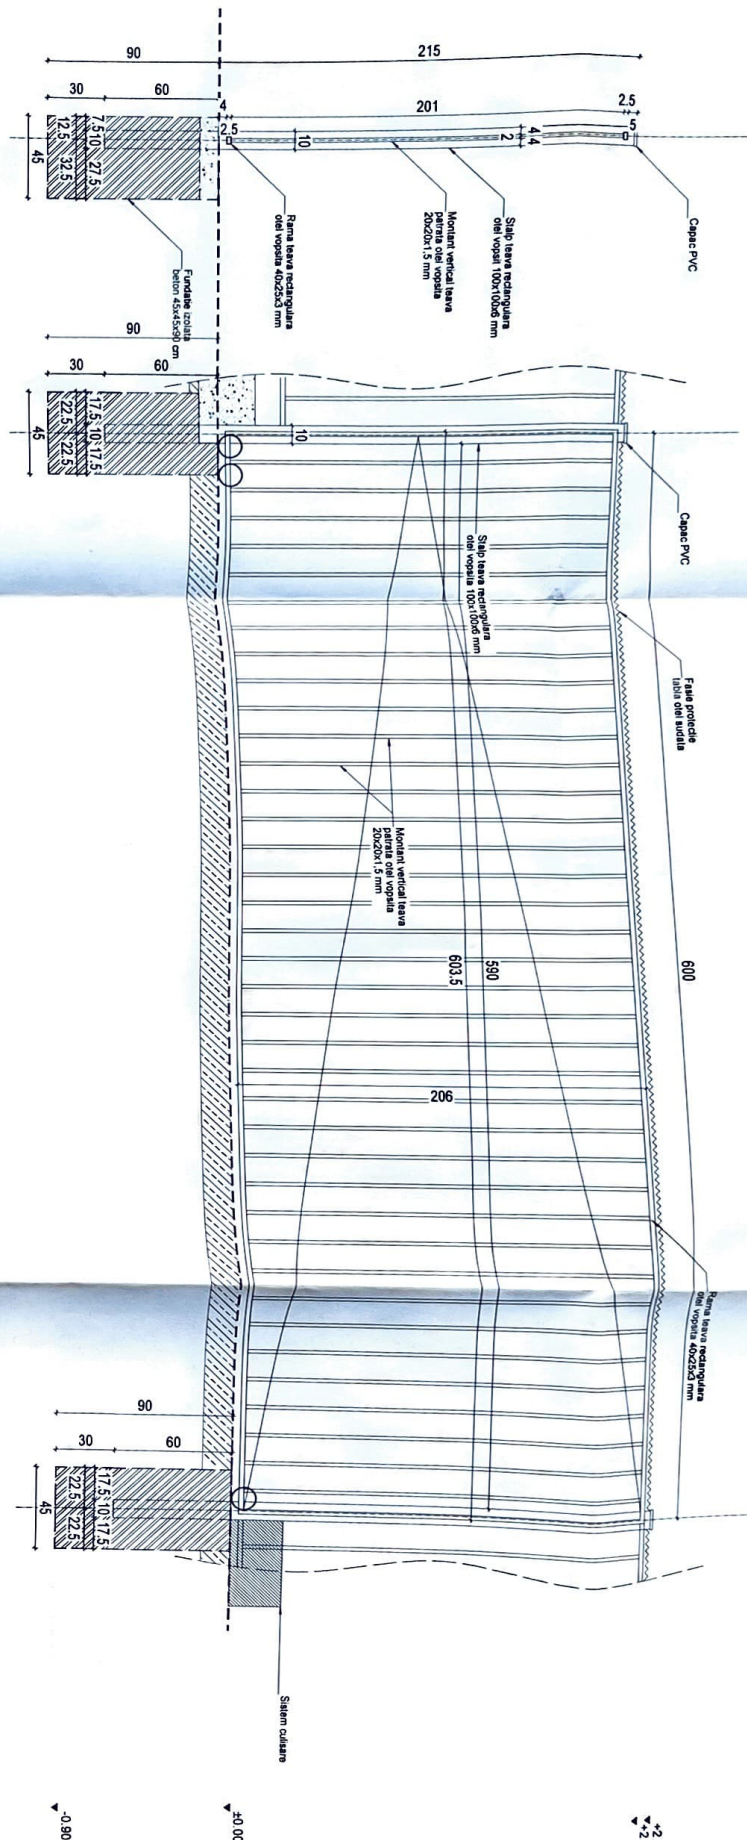 90
215
30
60
4
201
2.5
7.5
10
27.5
12.5
32.5
45
2.5
10
2
4
4
5
Capac PVC
Stalp teava rectangulara
otel vopsit 100x100x6 mm
Montant vertical teava
patrata otel vopsita
20x20x1,5 mm
Rama teava rectangulara
otel vopsita 40x25x3 mm
Fundatie izolata
beton 45x45x90 cm
90
30
60
17.5
10
17.5
22.5
22.5
45
10
Capac PVC
Stalp teava rectangulara
otel vopsita 100x100x6 mm
Fasie protectie
tabla otel sudata
Montant vertical teava
patrata otel vopsita
20x20x1,5 mm
600
590
603.5
206
Rama teava rectangulara
otel vopsita 40x25x3 mm
90
30
60
17.5
10
17.5
22.5
22.5
45
Sistem culisare
+2
+2
±0.00
-0.90